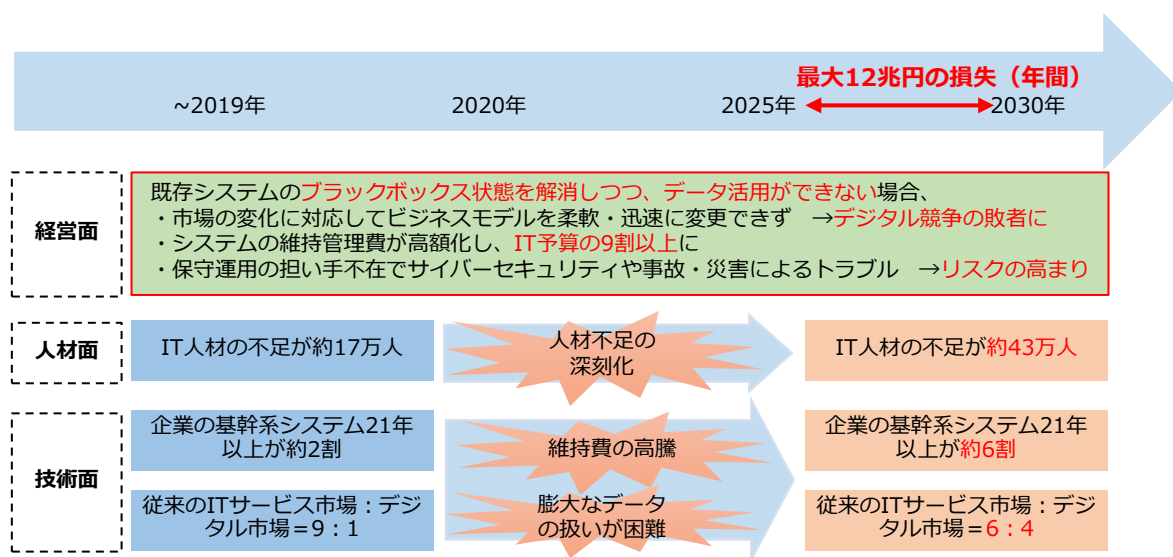 最大12兆円の損失（年間）
~2019年
2020年
2025年
2030年
経営面
既存システムのブラックボックス状態を解消しつつ、データ活用ができない場合、
・市場の変化に対応してビジネスモデルを柔軟・迅速に変更できず　→デジタル競争の敗者に
・システムの維持管理費が高額化し、IT予算の9割以上に
・保守運用の担い手不在でサイバーセキュリティや事故・災害によるトラブル　→リスクの高まり
人材面
IT人材の不足が約17万人
人材不足の
深刻化
IT人材の不足が約43万人
技術面
企業の基幹系システム21年
以上が約2割
維持費の高騰
企業の基幹系システム21年
以上が約6割
従来のITサービス市場：デジ
タル市場＝9：1
膨大なデータ
の扱いが困難
従来のITサービス市場：デジ
タル市場＝6：4